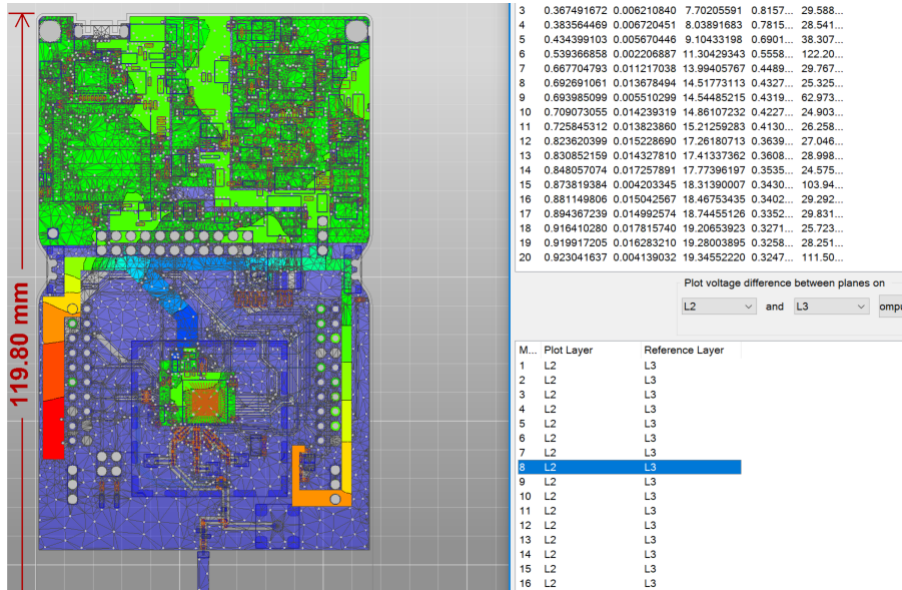 119.80 mm
3 0.367491672 0.006210840 7.70205591 0.8157... 29.588...
4 0.383564469 0.006720451 8.03891683 0.7815... 28.541...
5 0.434399103 0.005670446 9.10433198 0.6901... 38.307...
6 0.539366858 0.002206887 11.30429343 0.5558... 122.20...
7 0.667704793 0.011217038 13.99405767 0.4489... 29.767...
8 0.692691061 0.013678494 14.51773113 0.4327... 25.325...
9 0.693985099 0.005510299 14.54485215 0.4319... 62.973...
10 0.709073055 0.014239319 14.86107232 0.4227... 24.903...
11 0.725845312 0.013823860 15.21259283 0.4130... 26.258...
12 0.823620399 0.015228690 17.26180713 0.3639... 27.046...
13 0.830852159 0.014327810 17.41337362 0.3608... 28.998...
14 0.848057074 0.017257891 17.77396197 0.3535... 24.575...
15 0.873819384 0.004203345 18.31390007 0.3430... 103.94...
16 0.881149806 0.015042567 18.46753435 0.3402... 29.292...
17 0.894367239 0.014992574 18.74455126 0.3352... 29.831...
18 0.916410280 0.017815740 19.20653923 0.3271... 25.723...
19 0.919917205 0.016283210 19.28003895 0.3258... 28.251...
20 0.923041637 0.004139032 19.34552220 0.3247... 111.50...
Plot voltage difference between planes on
L2 and L3 ompu
M... Plot Layer Reference Layer
1 L2 L3
2 L2 L3
3 L2 L3
4 L2 L3
5 L2 L3
6 L2 L3
7 L2 L3
8 L2 L3
9 L2 L3
10 L2 L3
11 L2 L3
12 L2 L3
13 L2 L3
14 L2 L3
15 L2 L3
16 L2 L3